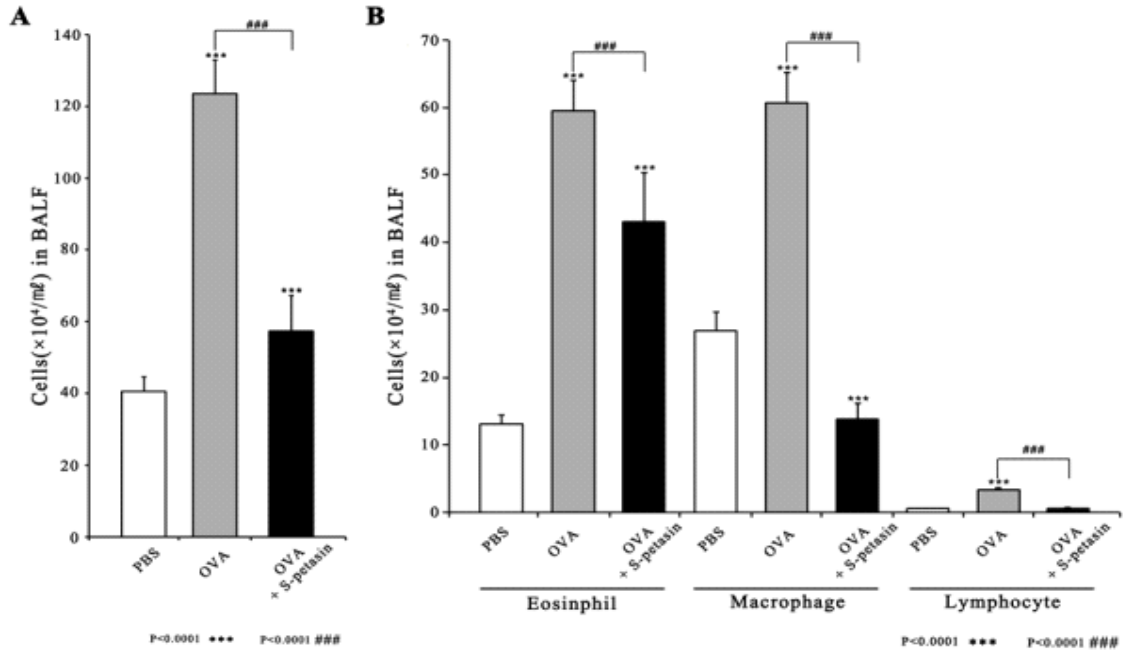 A
Cells(×10⁴/㎖) in BALF
140
120
100
80
60
40
20
0
***
###
***
PBS
OVA
OVA
× S-petasin
P<0.0001 ***
P<0.0001 ###
B
Cells(×10⁴/㎖) in BALF
70
60
50
40
30
20
10
0
***
###
***
***
###
***
***
###
PBS
OVA
OVA
× S-petasin
PBS
OVA
OVA
× S-petasin
PBS
OVA
OVA
× S-petasin
Eosinphil
Macrophage
Lymphocyte
P<0.0001 ***
P<0.0001 ###